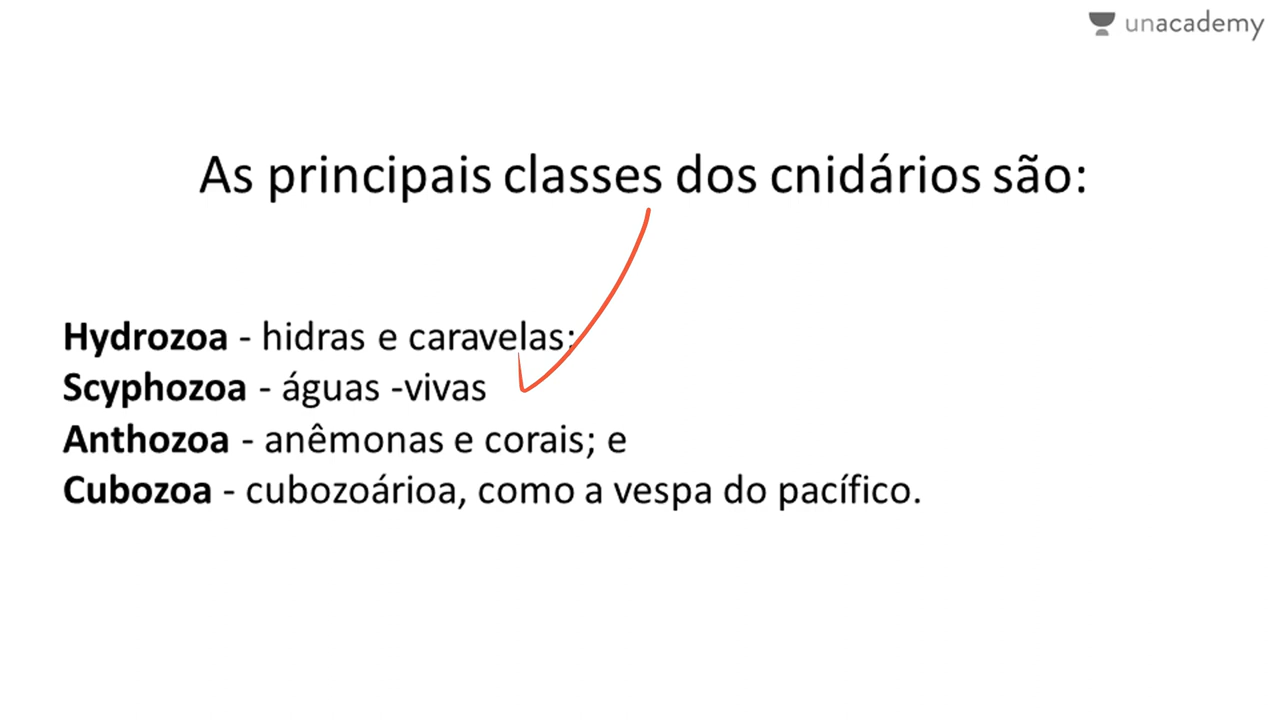 unacademy
As principais classes dos cnidários são:
Hydrozoa - hidras e caravelas;
Scyphozoa - águas -vivas
Anthozoa - anêmonas e corais; e
Cubozoa - cubozoárioa, como a vespa do pacífico.